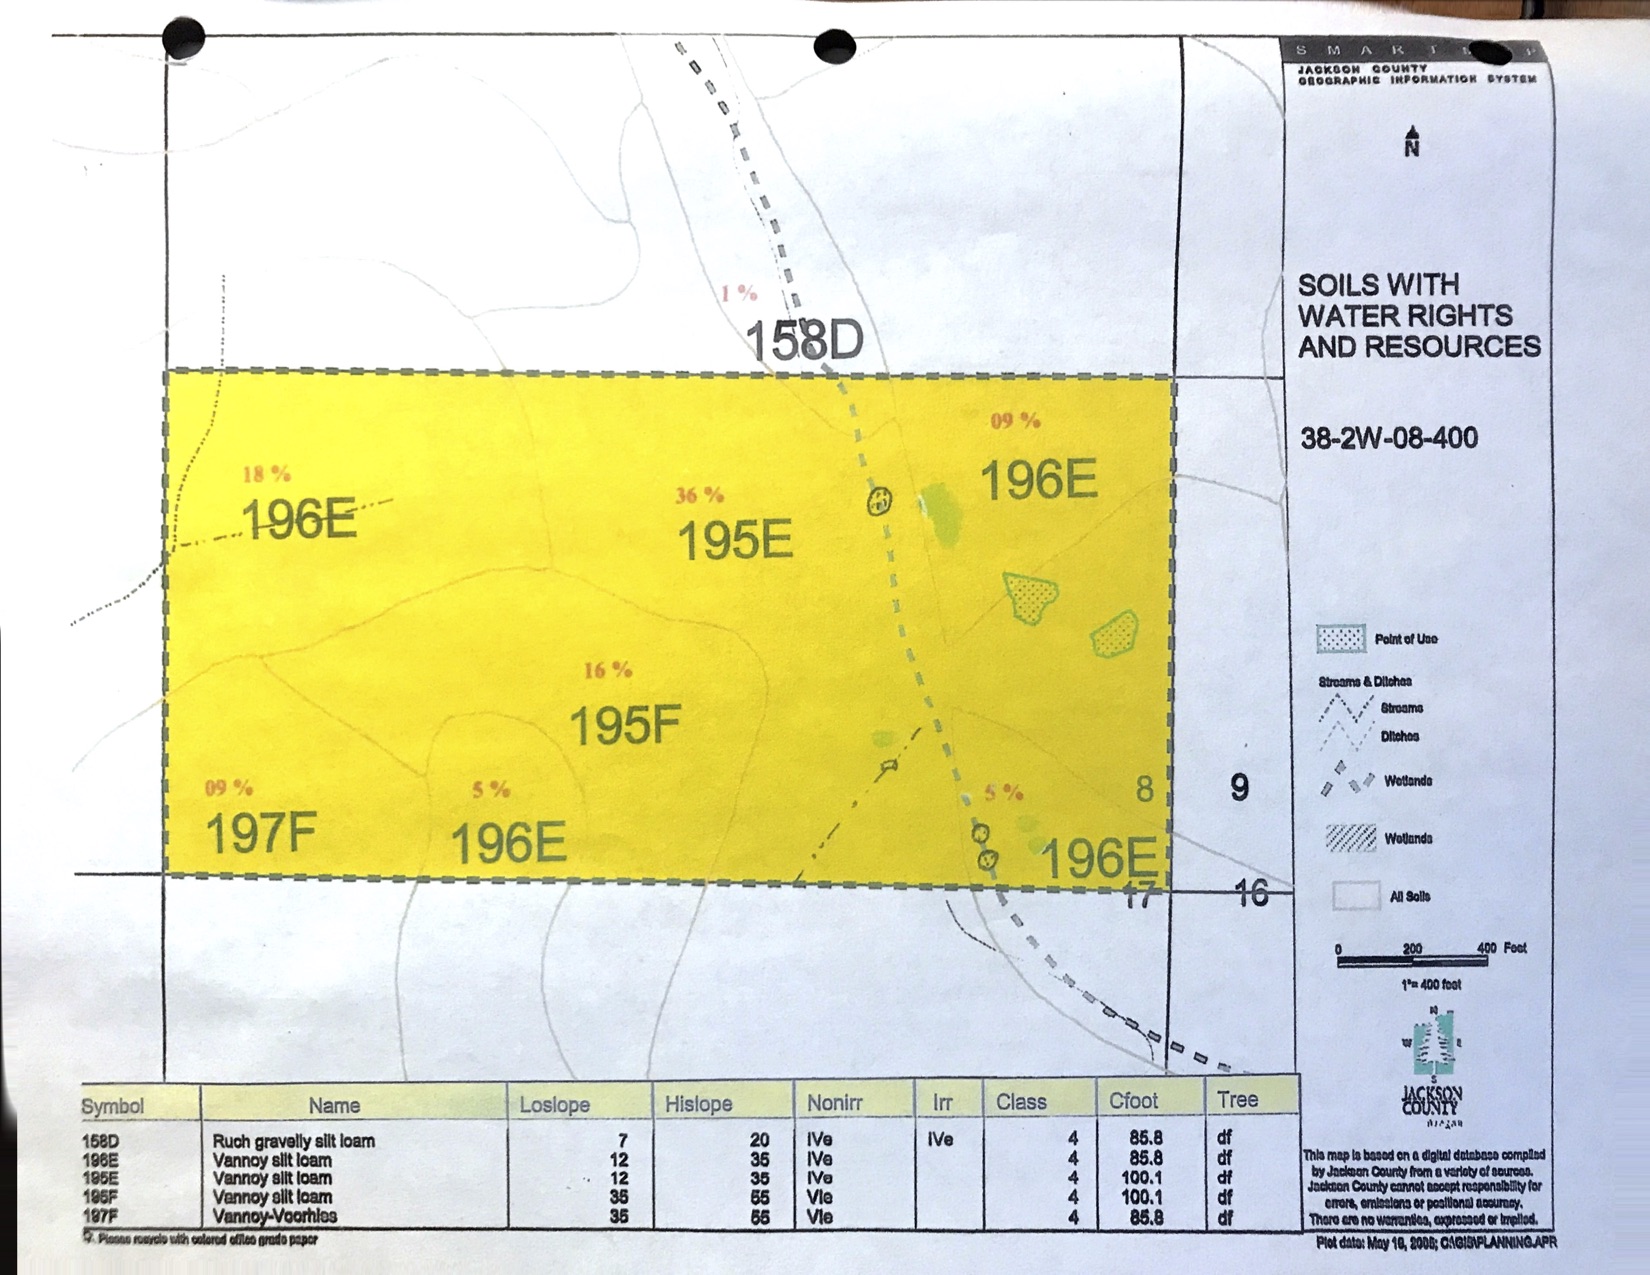 S M A R T
JACKSON COUNTY
GEOGRAPHIC INFORMATION SYSTEM
N
SOILS WITH
WATER RIGHTS
AND RESOURCES
38-2W-08-400
1 %
158D
09 %
196E
18 %
196E
36 %
195E
16 %
195F
09 %
197F
5 %
196E
5 %
196E
8
9
17
16
Point of Use
Streams & Ditches
Streams
Ditches
Wetlands
Wetlands
All Soils
0 200 400 Feet
1"= 400 feet
N
W E
S
JACKSON
COUNTY
Symbol Name Loslope Hislope Nonirr Irr Class Cfoot Tree
158D Ruch gravelly silt loam 7 20 IVe IVe 4 85.8 df
196E Vannoy silt loam 12 35 IVe 4 85.8 df
195E Vannoy silt loam 12 35 IVe 4 100.1 df
195F Vannoy silt loam 35 55 VIe 4 100.1 df
197F Vannoy-Voorhies 35 55 VIe 4 85.8 df
Please recycle with colored office grade paper
This map is based on a digital database compiled
by Jackson County from a variety of sources.
Jackson County cannot accept responsibility for
errors, omissions or positional accuracy.
There are no warranties, expressed or implied.
Plot date: May C:\GIS\PLANNING.APR